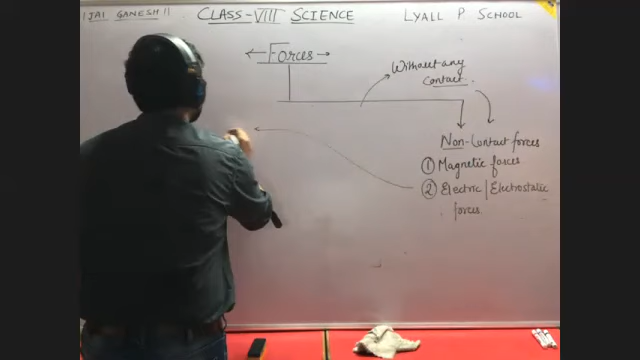 ||JAI GANESH||
CLASS-VIII SCIENCE
LYALL P SCHOOL
Forces
Without any
contact.
Non-Contact forces
① Magnetic forces
② Electric/Electrostatic
forces.